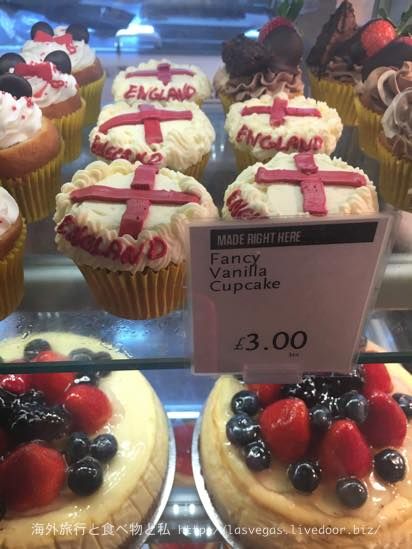 ENGLAND
ENGLAND
ENGLAND
ENGLAND
ENGLAND
MADE RIGHT HERE
Fancy
Vanilla
Cupcake
£3.00
海外旅行と食べ物と私 http://lasvegas.livedoor.biz/